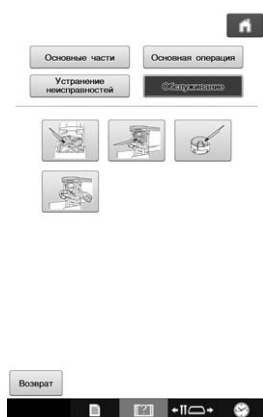 Основные части
Основная операция
Устранение
неисправностей
Обслуживание
Возврат